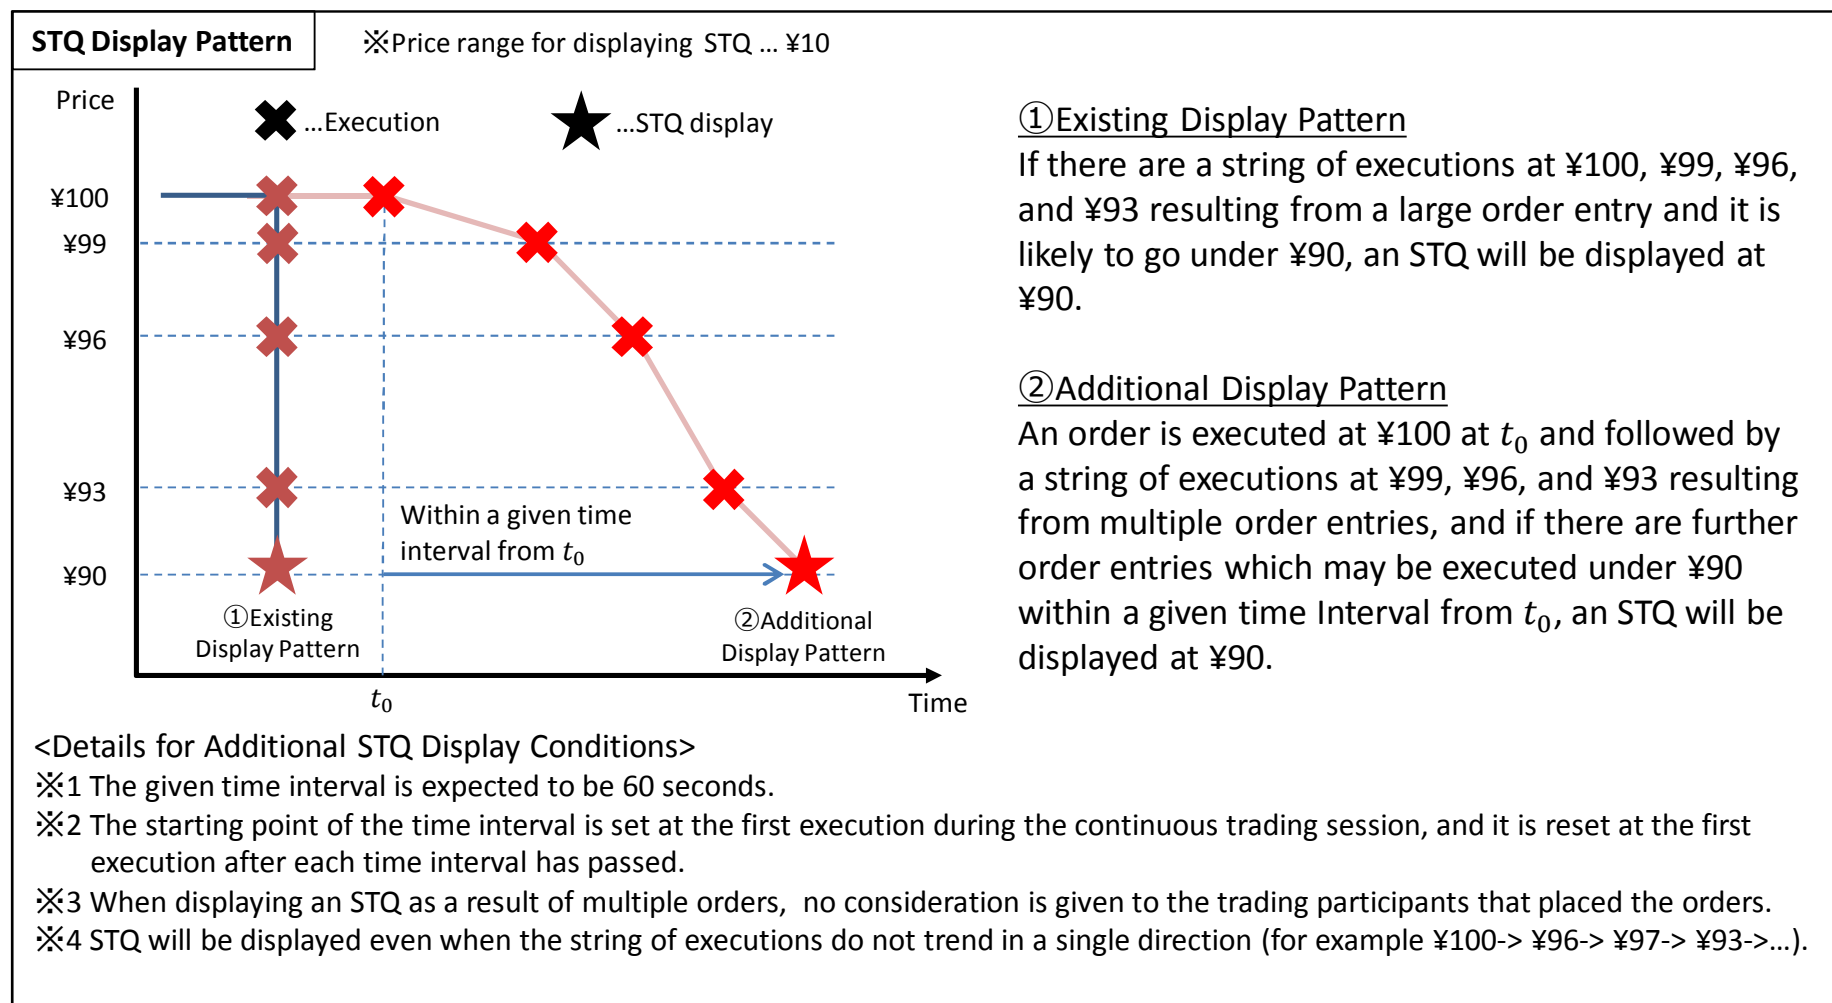 STQ Display Pattern
※Price range for displaying STQ … ¥10
Price
…Execution
…STQ display
¥100
¥99
¥96
¥93
¥90
Within a given time
interval from t₀
①Existing
Display Pattern
②Additional
Display Pattern
t₀
Time
①Existing Display Pattern
If there are a string of executions at ¥100, ¥99, ¥96,
and ¥93 resulting from a large order entry and it is
likely to go under ¥90, an STQ will be displayed at
¥90.
②Additional Display Pattern
An order is executed at ¥100 at t₀ and followed by
a string of executions at ¥99, ¥96, and ¥93 resulting
from multiple order entries, and if there are further
order entries which may be executed under ¥90
within a given time Interval from t₀, an STQ will be
displayed at ¥90.
<Details for Additional STQ Display Conditions>
※1 The given time interval is expected to be 60 seconds.
※2 The starting point of the time interval is set at the first execution during the continuous trading session, and it is reset at the first
execution after each time interval has passed.
※3 When displaying an STQ as a result of multiple orders, no consideration is given to the trading participants that placed the orders.
※4 STQ will be displayed even when the string of executions do not trend in a single direction (for example ¥100-> ¥96-> ¥97-> ¥93->…).